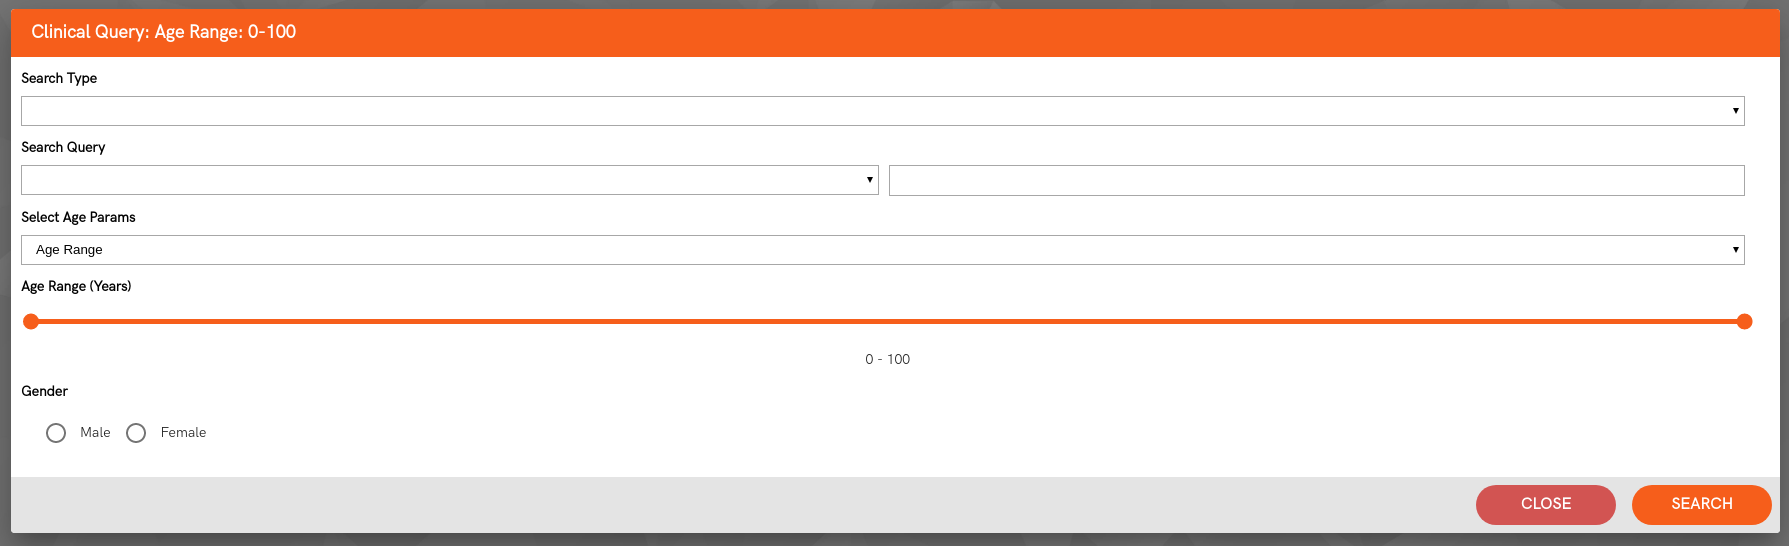 Clinical Query: Age Range: 0-100
Search Type
Search Query
Select Age Params
Age Range
Age Range (Years)
0 - 100
Gender
Male Female
CLOSE SEARCH